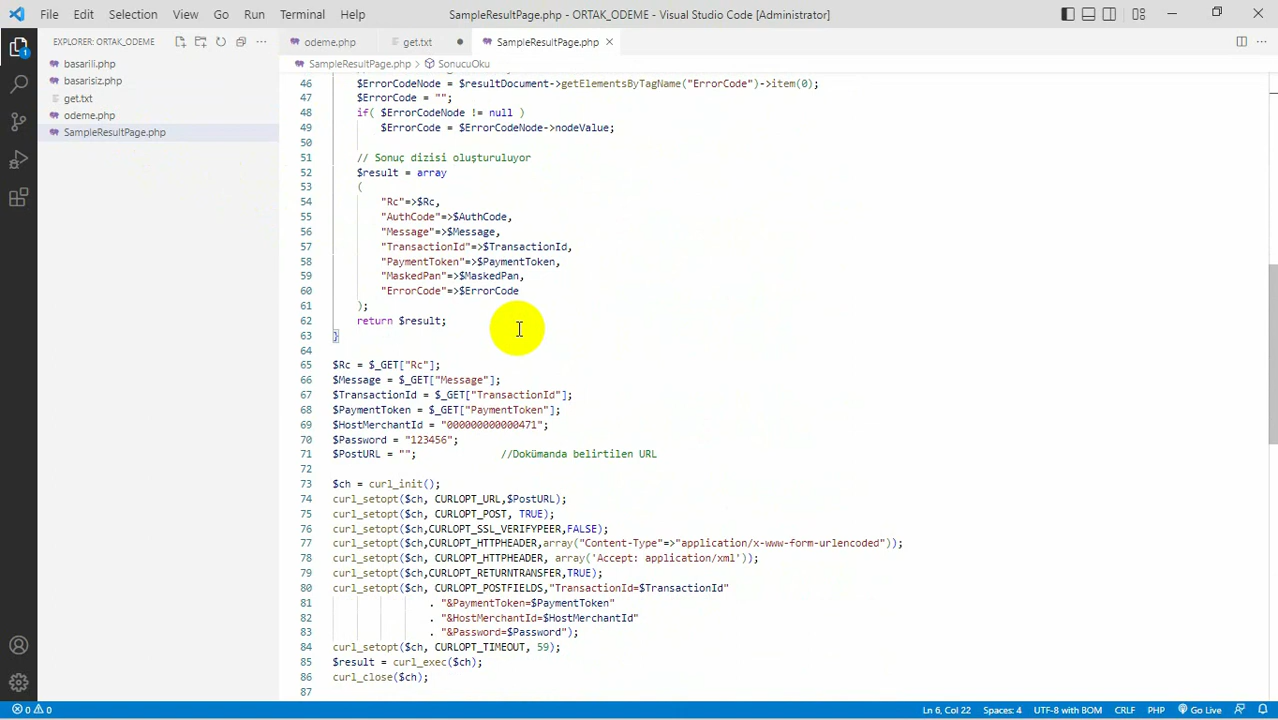 File Edit Selection View Go Run Terminal Help SampleResultPage.php - ORTAK_ODEME - Visual Studio Code [Administrator]
EXPLORER: ORTAK_ODEME
basarili.php
basarisiz.php
get.txt
odeme.php
SampleResultPage.php
1
odeme.php get.txt SampleResultPage.php
SampleResultPage.php > SonucuOku
46 $ErrorCodeNode = $resultDocument->getElementsByTagName("ErrorCode")->item(0);
47 $ErrorCode = "";
48 if( $ErrorCodeNode != null )
49 $ErrorCode = $ErrorCodeNode->nodeValue;
50
51 // Sonuç dizisi oluşturuluyor
52 $result = array
53 (
54 "Rc"=>$Rc,
55 "AuthCode"=>$AuthCode,
56 "Message"=>$Message,
57 "TransactionId"=>$TransactionId,
58 "PaymentToken"=>$PaymentToken,
59 "MaskedPan"=>$MaskedPan,
60 "ErrorCode"=>$ErrorCode
61 );
62 return $result;
63 }
64
65 $Rc = $_GET["Rc"];
66 $Message = $_GET["Message"];
67 $TransactionId = $_GET["TransactionId"];
68 $PaymentToken = $_GET["PaymentToken"];
69 $HostMerchantId = "000000000000471";
70 $Password = "123456";
71 $PostURL = ""; //Dokümanda belirtilen URL
72
73 $ch = curl_init();
74 curl_setopt($ch, CURLOPT_URL,$PostURL);
75 curl_setopt($ch, CURLOPT_POST, TRUE);
76 curl_setopt($ch,CURLOPT_SSL_VERIFYPEER,FALSE);
77 curl_setopt($ch,CURLOPT_HTTPHEADER,array("Content-Type"=>"application/x-www-form-urlencoded"));
78 curl_setopt($ch, CURLOPT_HTTPHEADER, array('Accept: application/xml'));
79 curl_setopt($ch,CURLOPT_RETURNTRANSFER,TRUE);
80 curl_setopt($ch, CURLOPT_POSTFIELDS,"TransactionId=$TransactionId"
81 . "&PaymentToken=$PaymentToken"
82 . "&HostMerchantId=$HostMerchantId"
83 . "&Password=$Password");
84 curl_setopt($ch, CURLOPT_TIMEOUT, 59);
85 $result = curl_exec($ch);
86 curl_close($ch);
87
0 0 Ln 6, Col 22 Spaces: 4 UTF-8 with BOM CRLF PHP Go Live